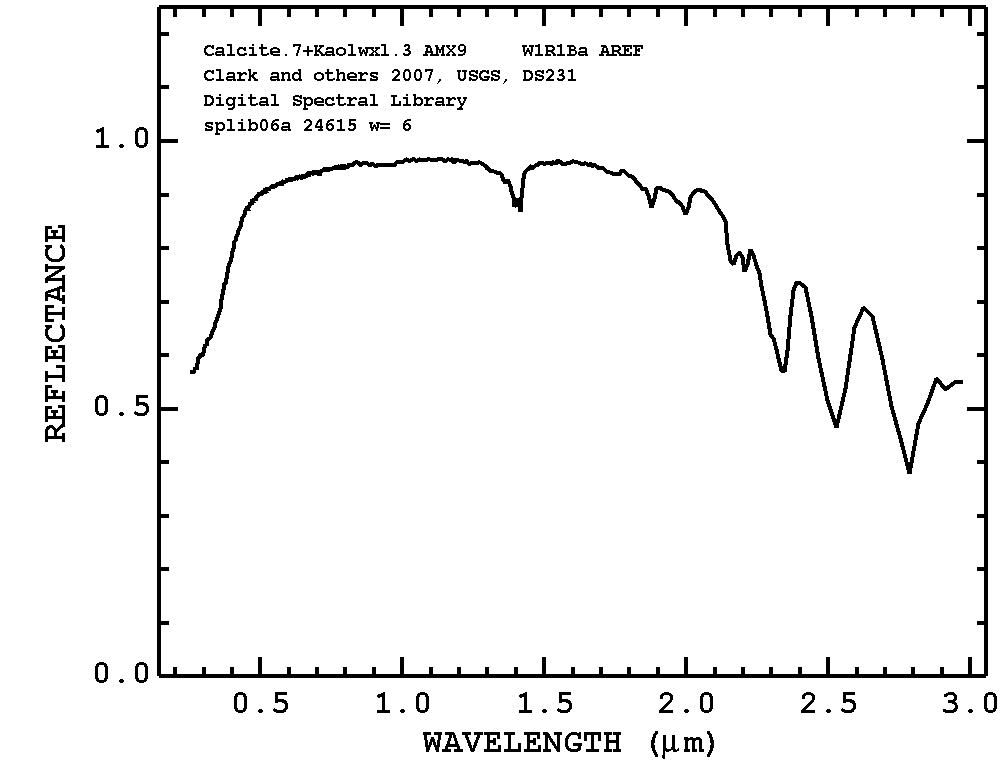 Calcite.7+Kaolwxl.3 AMX9 W1R1Ba AREF
Clark and others 2007, USGS, DS231
Digital Spectral Library
splib06a 24615 w= 6
1.0
0.5
0.0
REFLECTANCE
0.5 1.0 1.5 2.0 2.5 3.0
WAVELENGTH (µm)